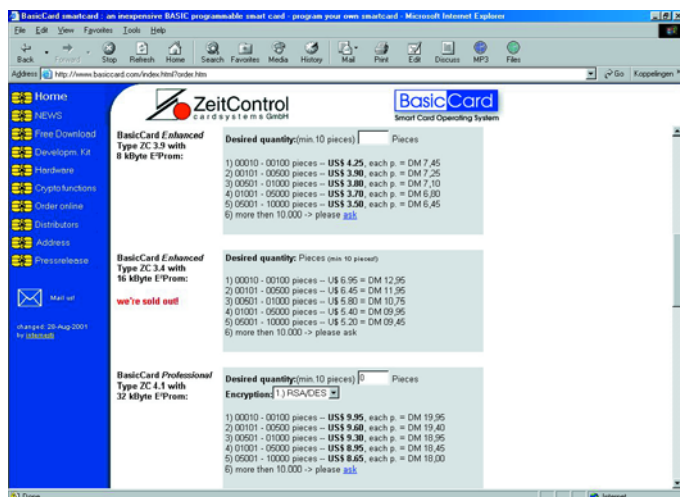 BasicCard smartcard : an inexpensive BASIC programmable smart card - program your own smartcard - Microsoft Internet Explorer
File Edit View Favorites Tools Help
Back Forward Stop Refresh Home Search Favorites Media History Mail Print Edit Discuss MP3 Files
Address http://www.basiccard.com/index.html?order.htm Go Koppelingen »
Home
NEWS
Free Download
Developm. Kit
Hardware
Cryptofunctions
Order online
Distributors
Address
Pressrelease
Mail us!
changed: 28-Aug-2001
by internet
ZeitControl
cardsystems GmbH
BasicCard
Smart Card Operating System
BasicCard Enhanced
Type ZC 3.9 with
8 kByte E²Prom:
Desired quantity:(min.10 pieces) Pieces
1) 00010 - 00100 pieces -- US$ 4.25, each p. = DM 7,45
2) 00101 - 00500 pieces -- US$ 3.90, each p. = DM 7,25
3) 00501 - 01000 pieces -- US$ 3.80, each p. = DM 7,10
4) 01001 - 05000 pieces -- US$ 3.70, each p. = DM 6,80
5) 05001 - 10000 pieces -- US$ 3.50, each p. = DM 6,45
6) more then 10.000 -> please ask
BasicCard Enhanced
Type ZC 3.4 with
16 kByte E²Prom:
we're sold out!
Desired quantity: Pieces (min 10 pieces!)
1) 00010 - 00100 pieces -- U$ 6.95 = DM 12,95
2) 00101 - 00500 pieces -- U$ 6.45 = DM 11,95
3) 00501 - 01000 pieces -- U$ 5.80 = DM 10,75
4) 01001 - 05000 pieces -- U$ 5.40 = DM 09,95
5) 05001 - 10000 pieces -- U$ 5.20 = DM 09,45
6) more then 10.000 -> please ask
BasicCard Professional
Type ZC 4.1 with
32 kByte E²Prom:
Desired quantity:(min.10 pieces) 0 Pieces
Encryption: 1.) RSA/DES
1) 00010 - 00100 pieces -- US$ 9.95, each p. = DM 19,95
2) 00101 - 00500 pieces -- US$ 9.60, each p. = DM 19,40
3) 00501 - 01000 pieces -- US$ 9.30, each p. = DM 18,95
4) 01001 - 05000 pieces -- US$ 8.95, each p. = DM 18,45
5) 05001 - 10000 pieces -- US$ 8.65, each p. = DM 18,00
6) more then 10.000 -> please ask
Done Internet